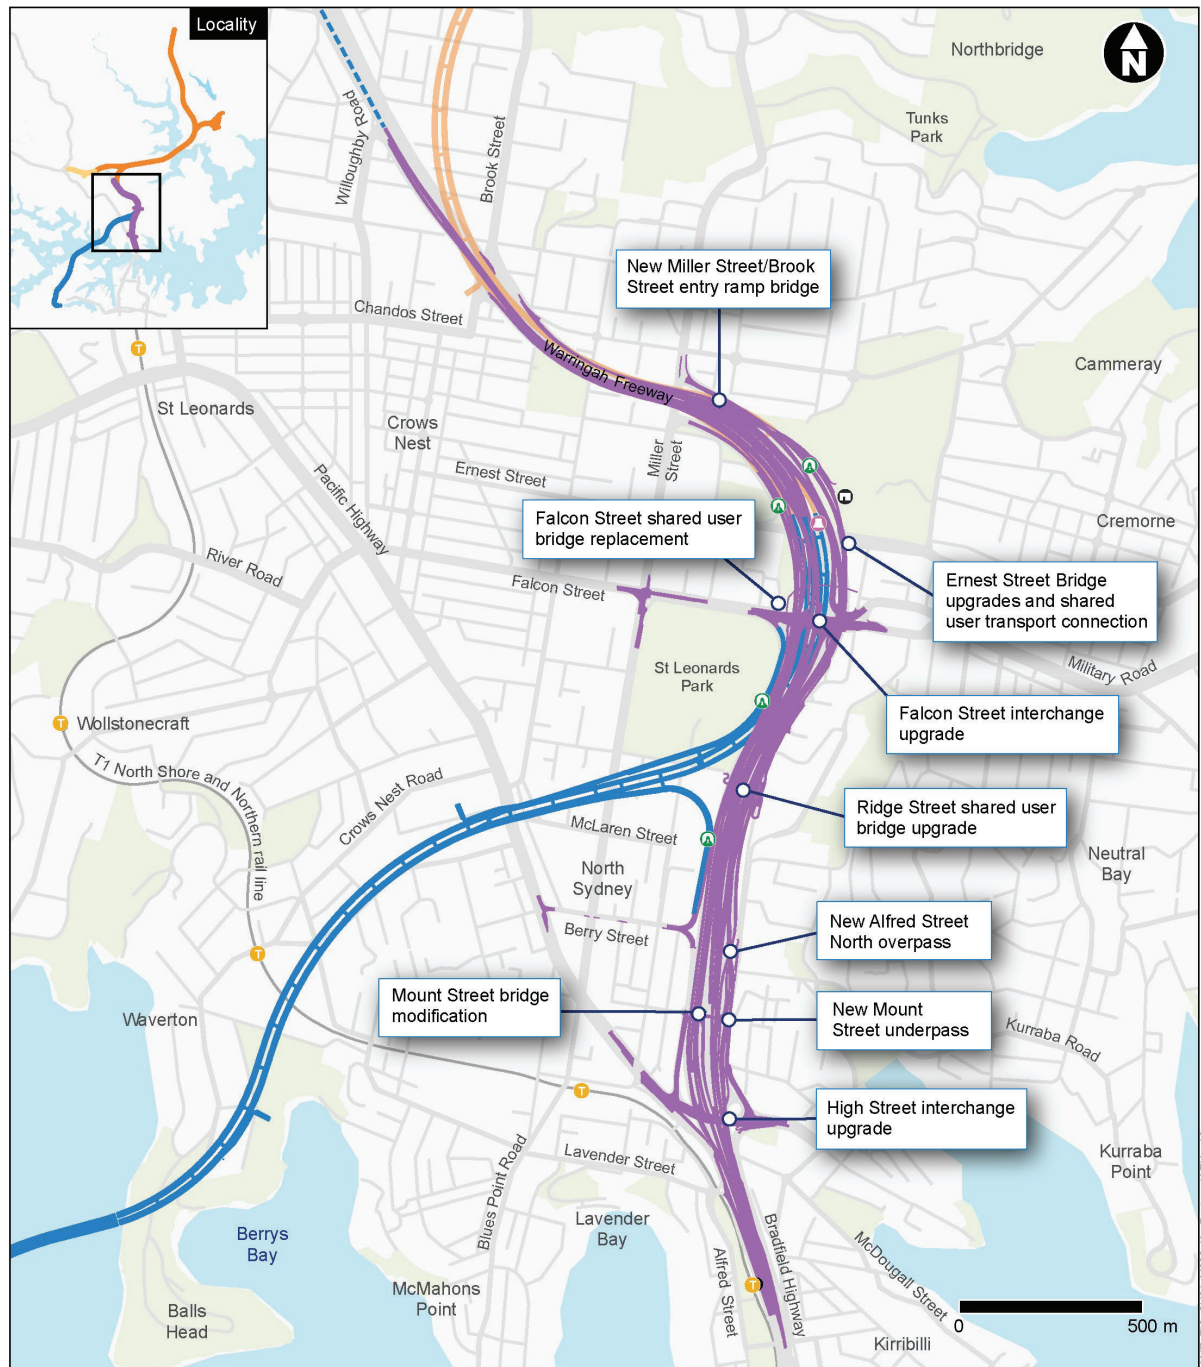 Locality
N
Northbridge
Tunks
Park
Willoughby Road
Brook Street
New Miller Street/Brook
Street entry ramp bridge
Chandos Street
Warringah Freeway
Cammeray
T
St Leonards
Crows
Nest
Miller
Street
Ernest Street
Pacific Highway
Falcon Street shared user
bridge replacement
Cremorne
River Road
Falcon Street
Ernest Street Bridge
upgrades and shared
user transport connection
St Leonards
Park
Military Road
T
Wollstonecraft
Falcon Street interchange
upgrade
T1 North Shore and Northern rail line
Crows Nest Road
McLaren Street
Ridge Street shared user
bridge upgrade
Neutral
Bay
North
Sydney
Berry Street
New Alfred Street
North overpass
T
Mount Street bridge
modification
New Mount
Street underpass
Waverton
Kurraba Road
T
High Street interchange
upgrade
Lavender Street
Kurraba
Point
Blues Point Road
Lavender
Bay
Berrys
Bay
Bradfield Highway
McDougall Street
Alfred Street
T
McMahons
Point
Balls
Head
Kirribilli
0 500 m